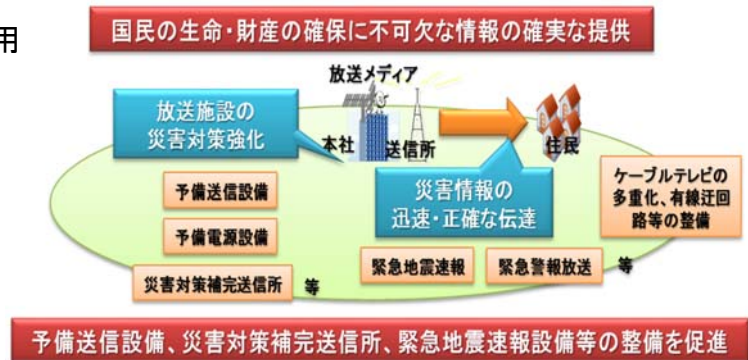 用
国民の生命・財産の確保に不可欠な情報の確実な提供
放送メディア
放送施設の
災害対策強化
本社
送信所
住民
災害情報の
迅速・正確な伝達
ケーブルテレビの
多重化、有線迂回
路等の整備
予備送信設備
予備電源設備
災害対策補完送信所
等
緊急地震速報
緊急警報放送
等
予備送信設備、災害対策補完送信所、緊急地震速報設備等の整備を促進